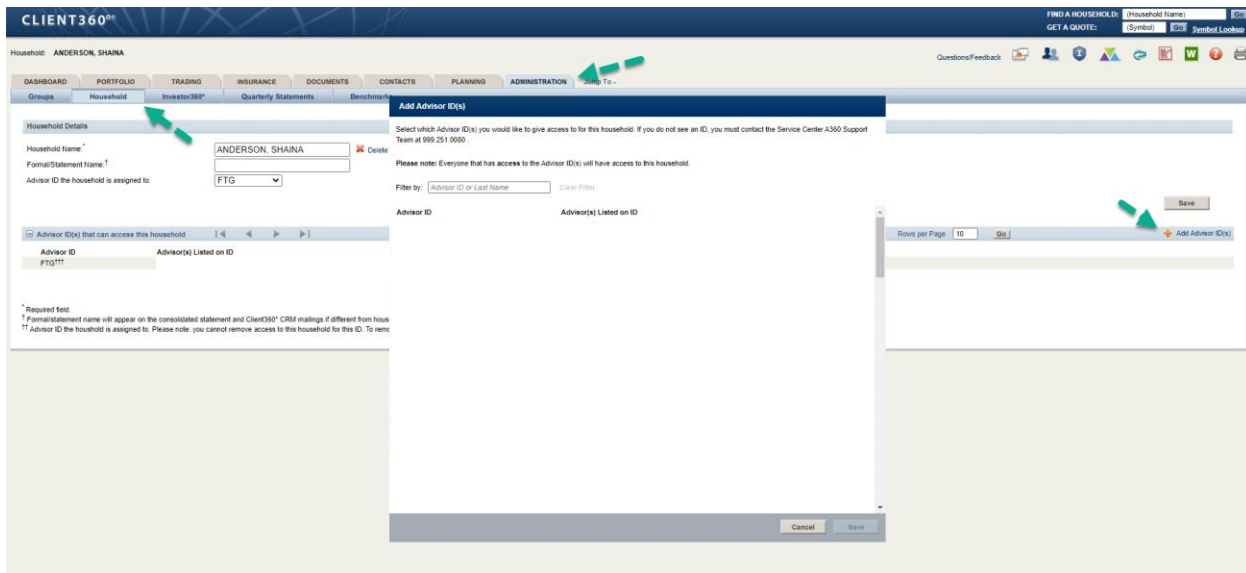 CLIENT360°
FIND A HOUSEHOLD: (Household Name) Go
GET A QUOTE: (Symbol) Go Symbol Lookup
Household: ANDERSON, SHAINA
Questions/Feedback
DASHBOARD PORTFOLIO TRADING INSURANCE DOCUMENTS CONTACTS PLANNING ADMINISTRATION Jump To
Groups Household Investor360° Quarterly Statements Benchmarks
Household Details
Household Name:* ANDERSON, SHAINA Delete
Formal/Statement Name:†
Advisor ID the household is assigned to: FTG
Save
Advisor ID(s) that can access this household
Rows per Page 10 Go
Add Advisor ID(s)
Advisor ID Advisor(s) Listed on ID
FTG†††
* Required field.
† Formal/statement name will appear on the consolidated statement and Client360° CRM mailings if different from hous
†† Advisor ID the houshold is assigned to. Please note: you cannot remove access to this household for this ID. To remo
Add Advisor ID(s)
Select which Advisor ID(s) you would like to give access to for this household. If you do not see an ID, you must contact the Service Center A360 Support
Team at 999.251.0080 .
Please note: Everyone that has access to the Advisor ID(s) will have access to this household.
Filter by: Advisor ID or Last Name Clear Filter
Advisor ID Advisor(s) Listed on ID
Cancel Save